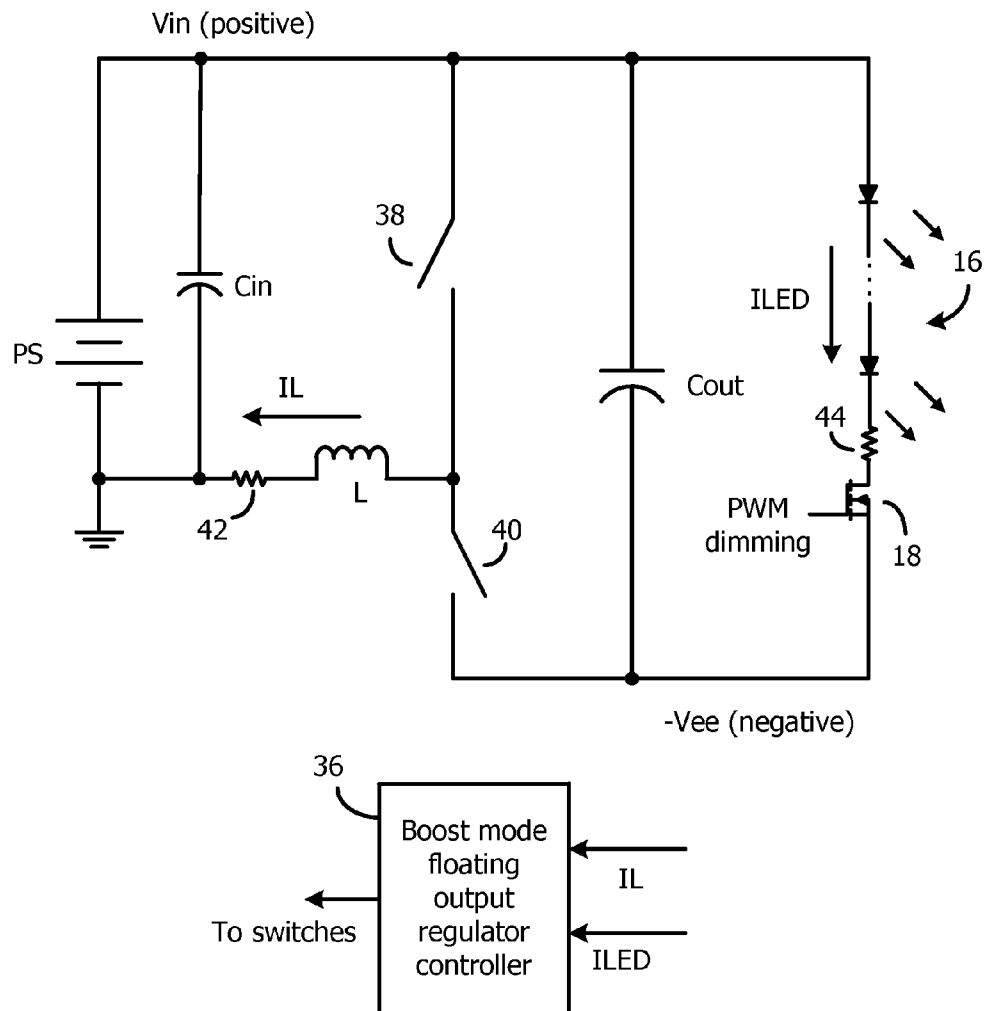 Vin (positive)
38
Cin
ILED
16
PS
IL
Cout
44
L
42
40
PWM
dimming
18
-Vee (negative)
36
Boost mode
floating
output
regulator
controller
IL
To switches
ILED